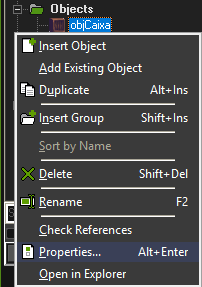 Objects
objCaixa
Insert Object
Add Existing Object
Duplicate Alt+Ins
Insert Group Shift+Ins
Sort by Name
Delete Shift+Del
Rename F2
Check References
Properties... Alt+Enter
Open in Explorer